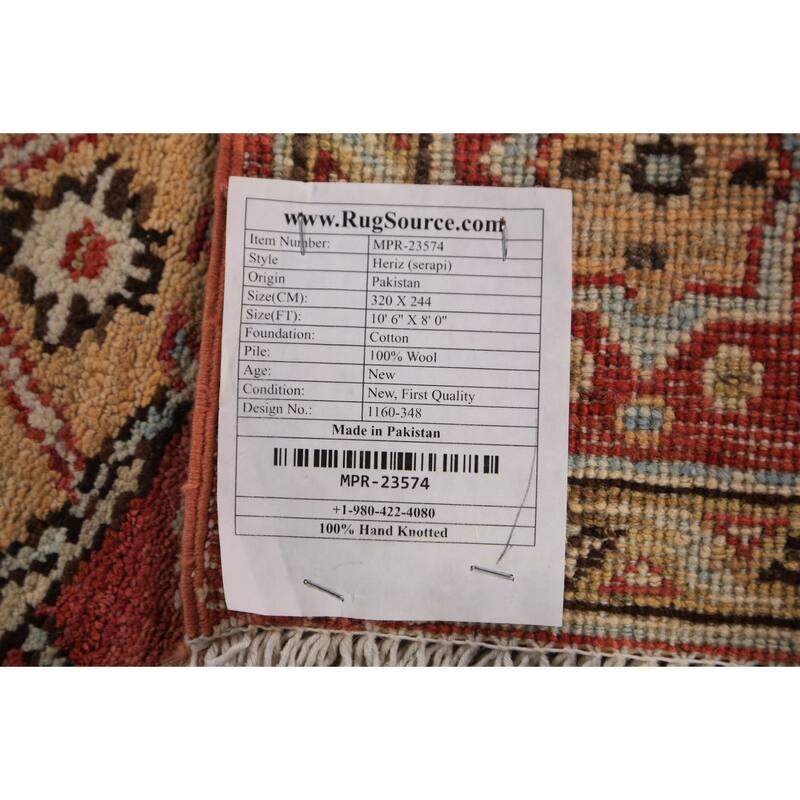 www.RugSource.com
Item Number: MPR-23574
Style Heriz (serapi)
Origin Pakistan
Size(CM): 320 X 244
Size(FT): 10' 6" X 8' 0"
Foundation: Cotton
Pile: 100% Wool
Age: New
Condition: New, First Quality
Design No.: 1160-348
Made in Pakistan
MPR-23574
+1-980-422-4080
100% Hand Knotted